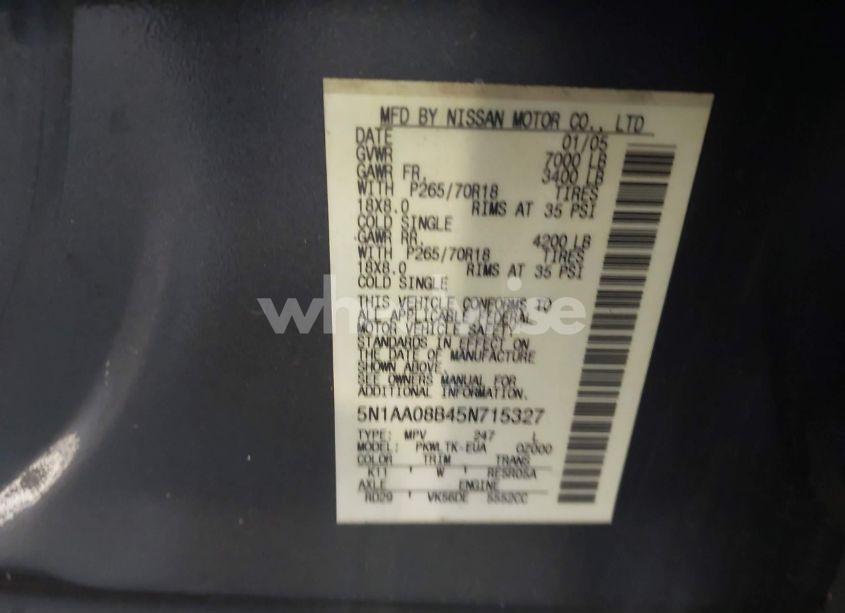 MFD BY NISSAN MOTOR CO., LTD
DATE 01/05
GVWR 7000 LB
GAWR FR. 3400 LB
WITH P265/70R18 TIRES
18X8.0 RIMS AT 35 PSI
COLD SINGLE
GAWR RR. 4200 LB
WITH P265/70R18 TIRES
18X8.0 RIMS AT 35 PSI
COLD SINGLE
THIS VEHICLE CONFORMS TO
ALL APPLICABLE FEDERAL
MOTOR VEHICLE SAFETY
STANDARDS IN EFFECT ON
THE DATE OF MANUFACTURE
SHOWN ABOVE.
SEE OWNERS MANUAL FOR
ADDITIONAL INFORMATION.
5N1AA08B45N715327
TYPE: MPV 247 L
MODEL: PKWLTK-EUA 02000
COLOR TRIM TRANS
K11 W RE5R05A
AXLE ENGINE
RD29 VK56DE 5552CC